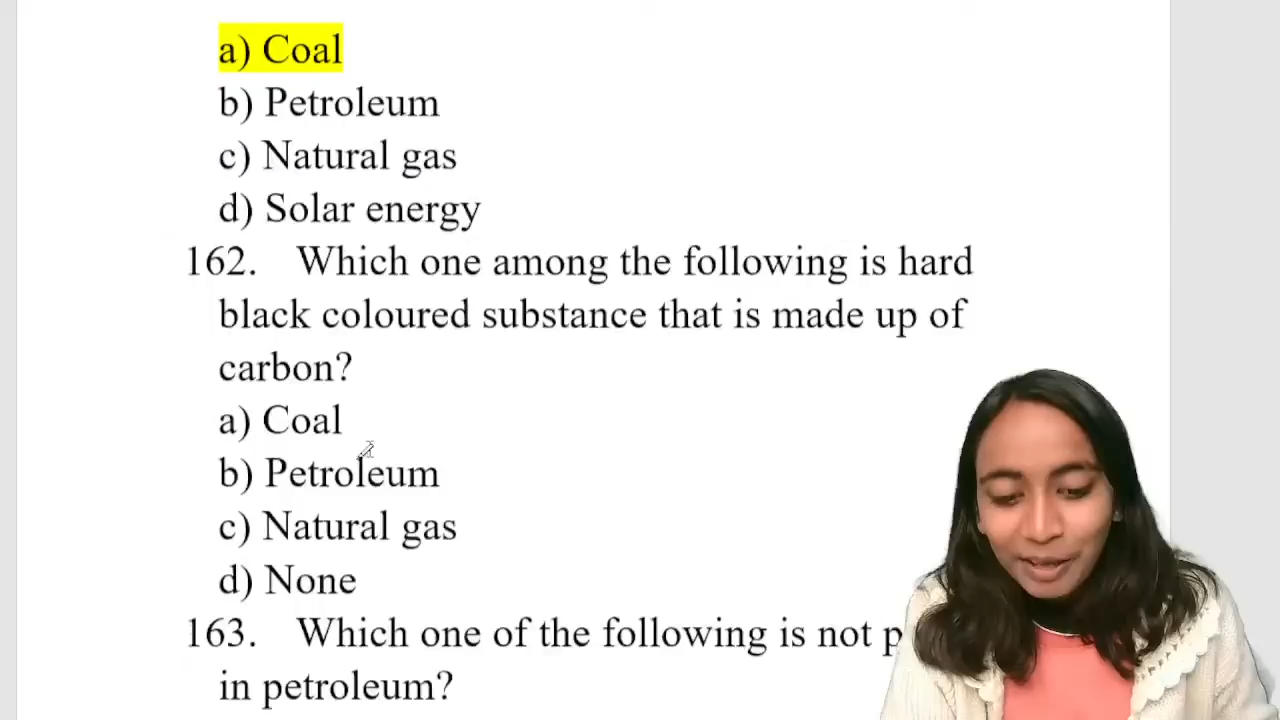 a) Coal
b) Petroleum
c) Natural gas
d) Solar energy
162. Which one among the following is hard
black coloured substance that is made up of
carbon?
a) Coal
b) Petroleum
c) Natural gas
d) None
163. Which one of the following is not
in petroleum?